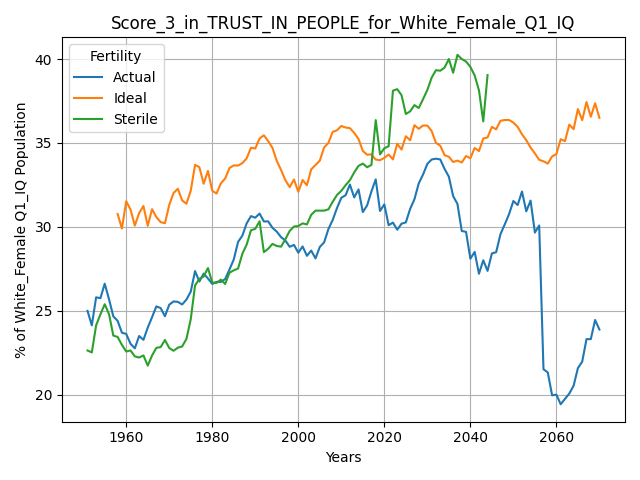 Score_3_in_TRUST_IN_PEOPLE_for_White_Female_Q1_IQ
Fertility
Actual
Ideal
Sterile
% of White_Female Q1_IQ Population
40
35
30
25
20
1960
1980
2000
2020
2040
2060
Years